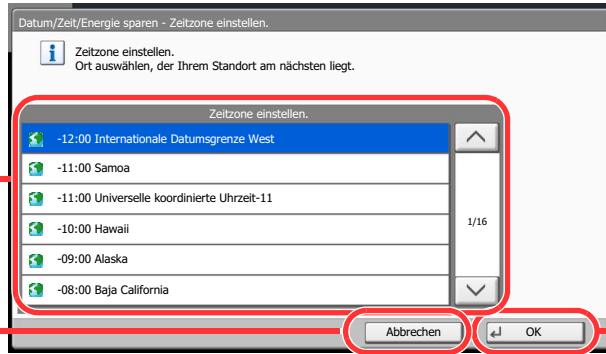 Datum/Zeit/Energie sparen - Zeitzone einstellen.
Zeitzone einstellen.
Ort auswählen, der Ihrem Standort am nächsten liegt.
Zeitzone einstellen.
-12:00 Internationale Datumsgrenze West
-11:00 Samoa
-11:00 Universelle koordinierte Uhrzeit-11
-10:00 Hawaii
-09:00 Alaska
-08:00 Baja California
1/16
Abbrechen
OK